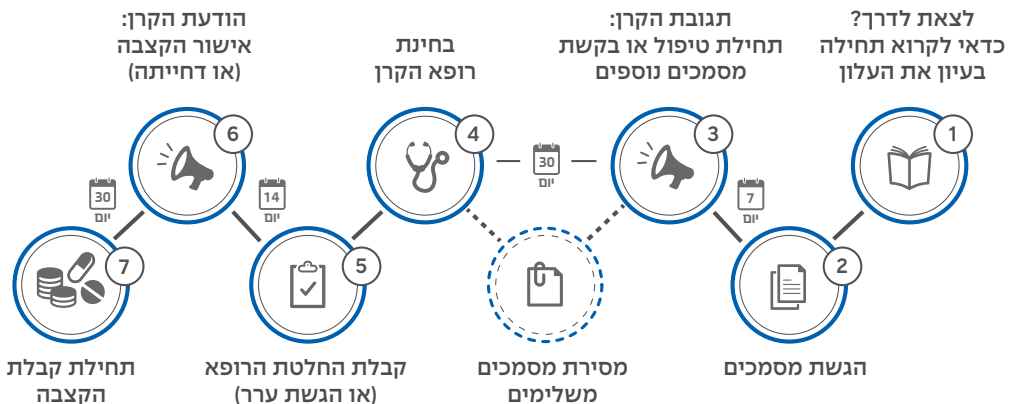 לצאת לדרך?
כדאי לקרוא תחילה
בעיון את העלון
1
2
הגשת מסמכים
7
יום
תגובת הקרן:
תחילת טיפול או בקשת
מסמכים נוספים
3
30
יום
מסירת מסמכים
משלימים
בחינת
רופא הקרן
4
5
קבלת החלטת הרופא
(או הגשת ערר)
14
יום
הודעת הקרן:
אישור הקצבה
(או דחייתה)
6
30
יום
7
תחילת קבלת
הקצבה